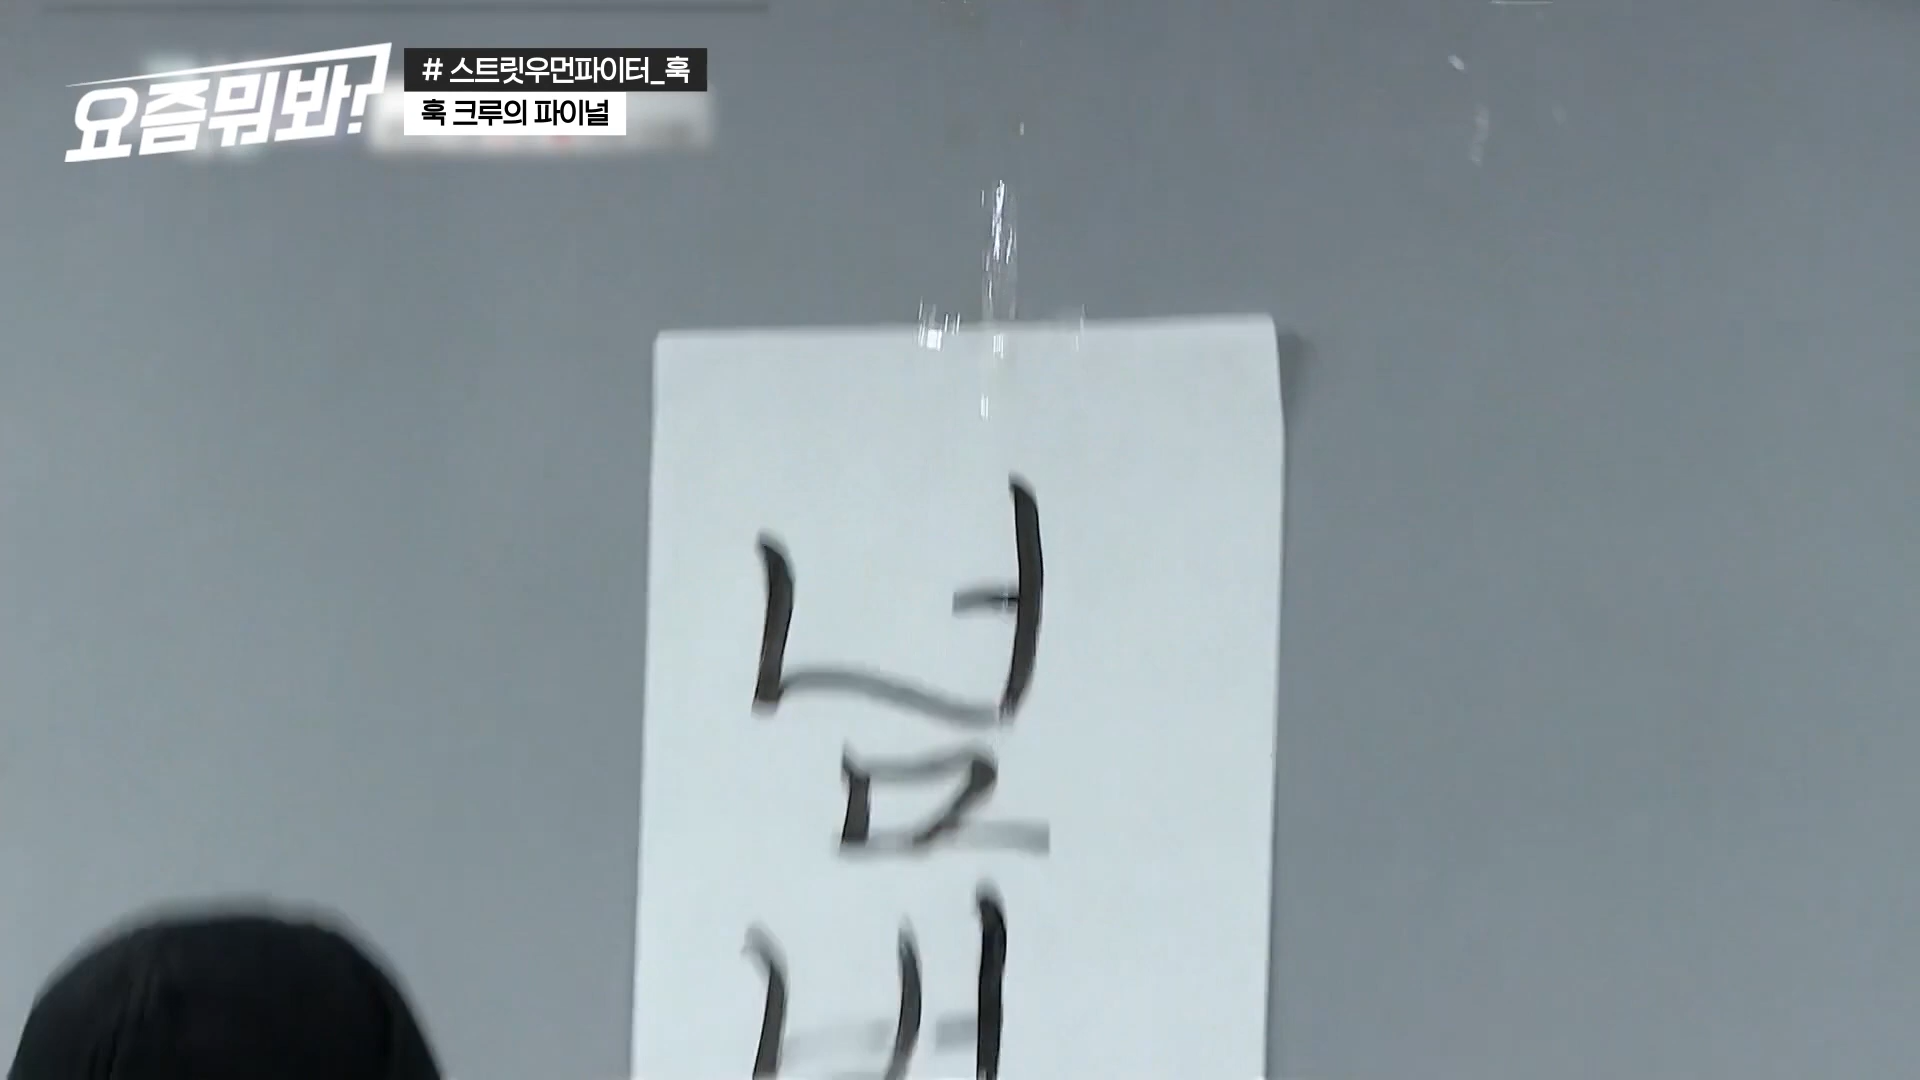 요즘뭐봐?
# 스트릿우먼파이터_훅
훅 크루의 파이널
넘